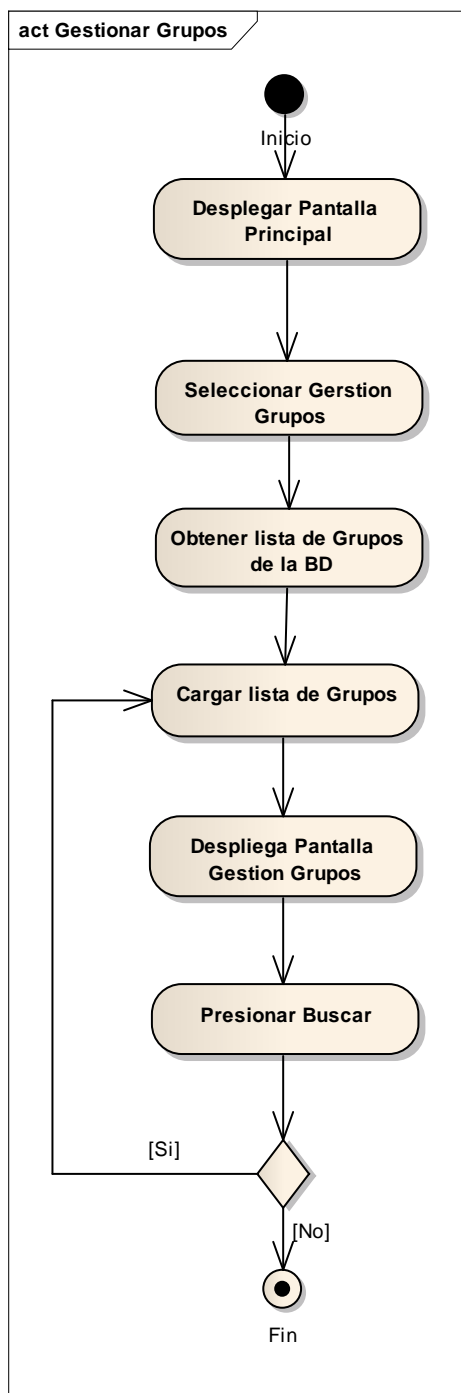 act Gestionar Grupos
Inicio
Desplegar Pantalla
Principal
Seleccionar Gerstion
Grupos
Obtener lista de Grupos
de la BD
Cargar lista de Grupos
Despliega Pantalla
Gestion Grupos
Presionar Buscar
[Si]
[No]
Fin